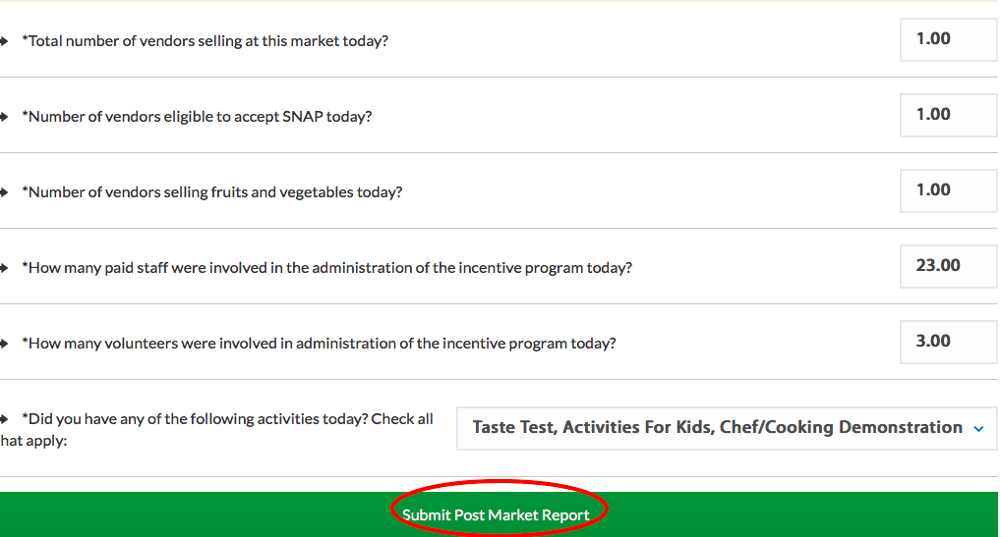 *Total number of vendors selling at this market today? 1.00
*Number of vendors eligible to accept SNAP today? 1.00
*Number of vendors selling fruits and vegetables today? 1.00
*How many paid staff were involved in the administration of the incentive program today? 23.00
*How many volunteers were involved in administration of the incentive program today? 3.00
*Did you have any of the following activities today? Check all
hat apply:
Taste Test, Activities For Kids, Chef/Cooking Demonstration
Submit Post Market Report